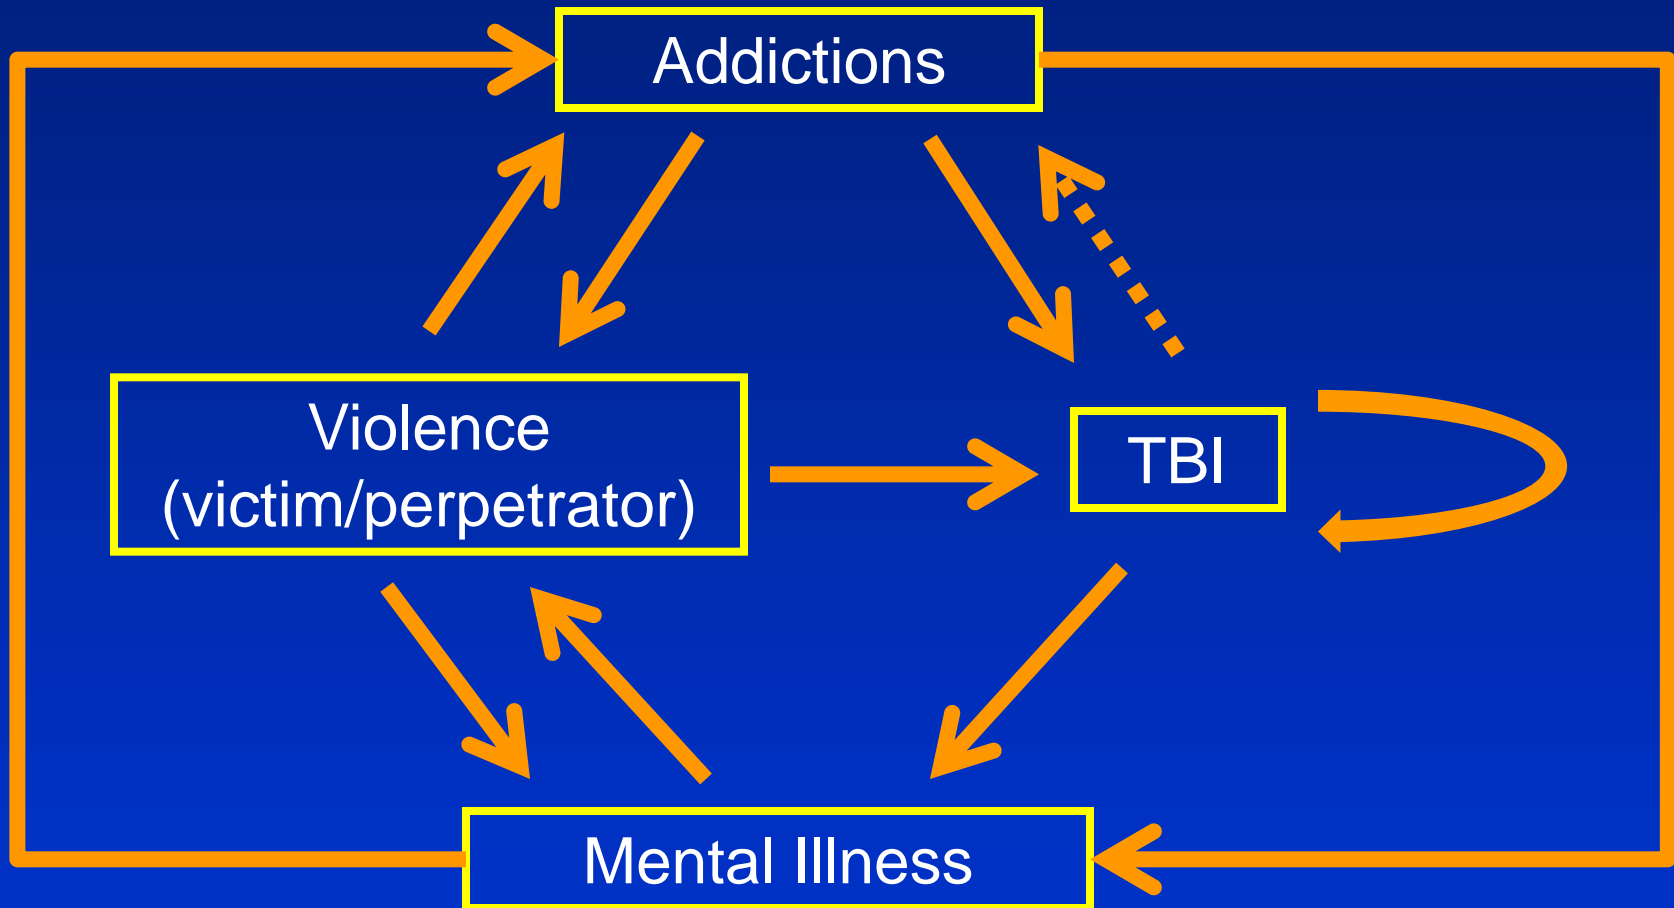 Addictions
Violence
(victim/perpetrator)
TBI
Mental Illness